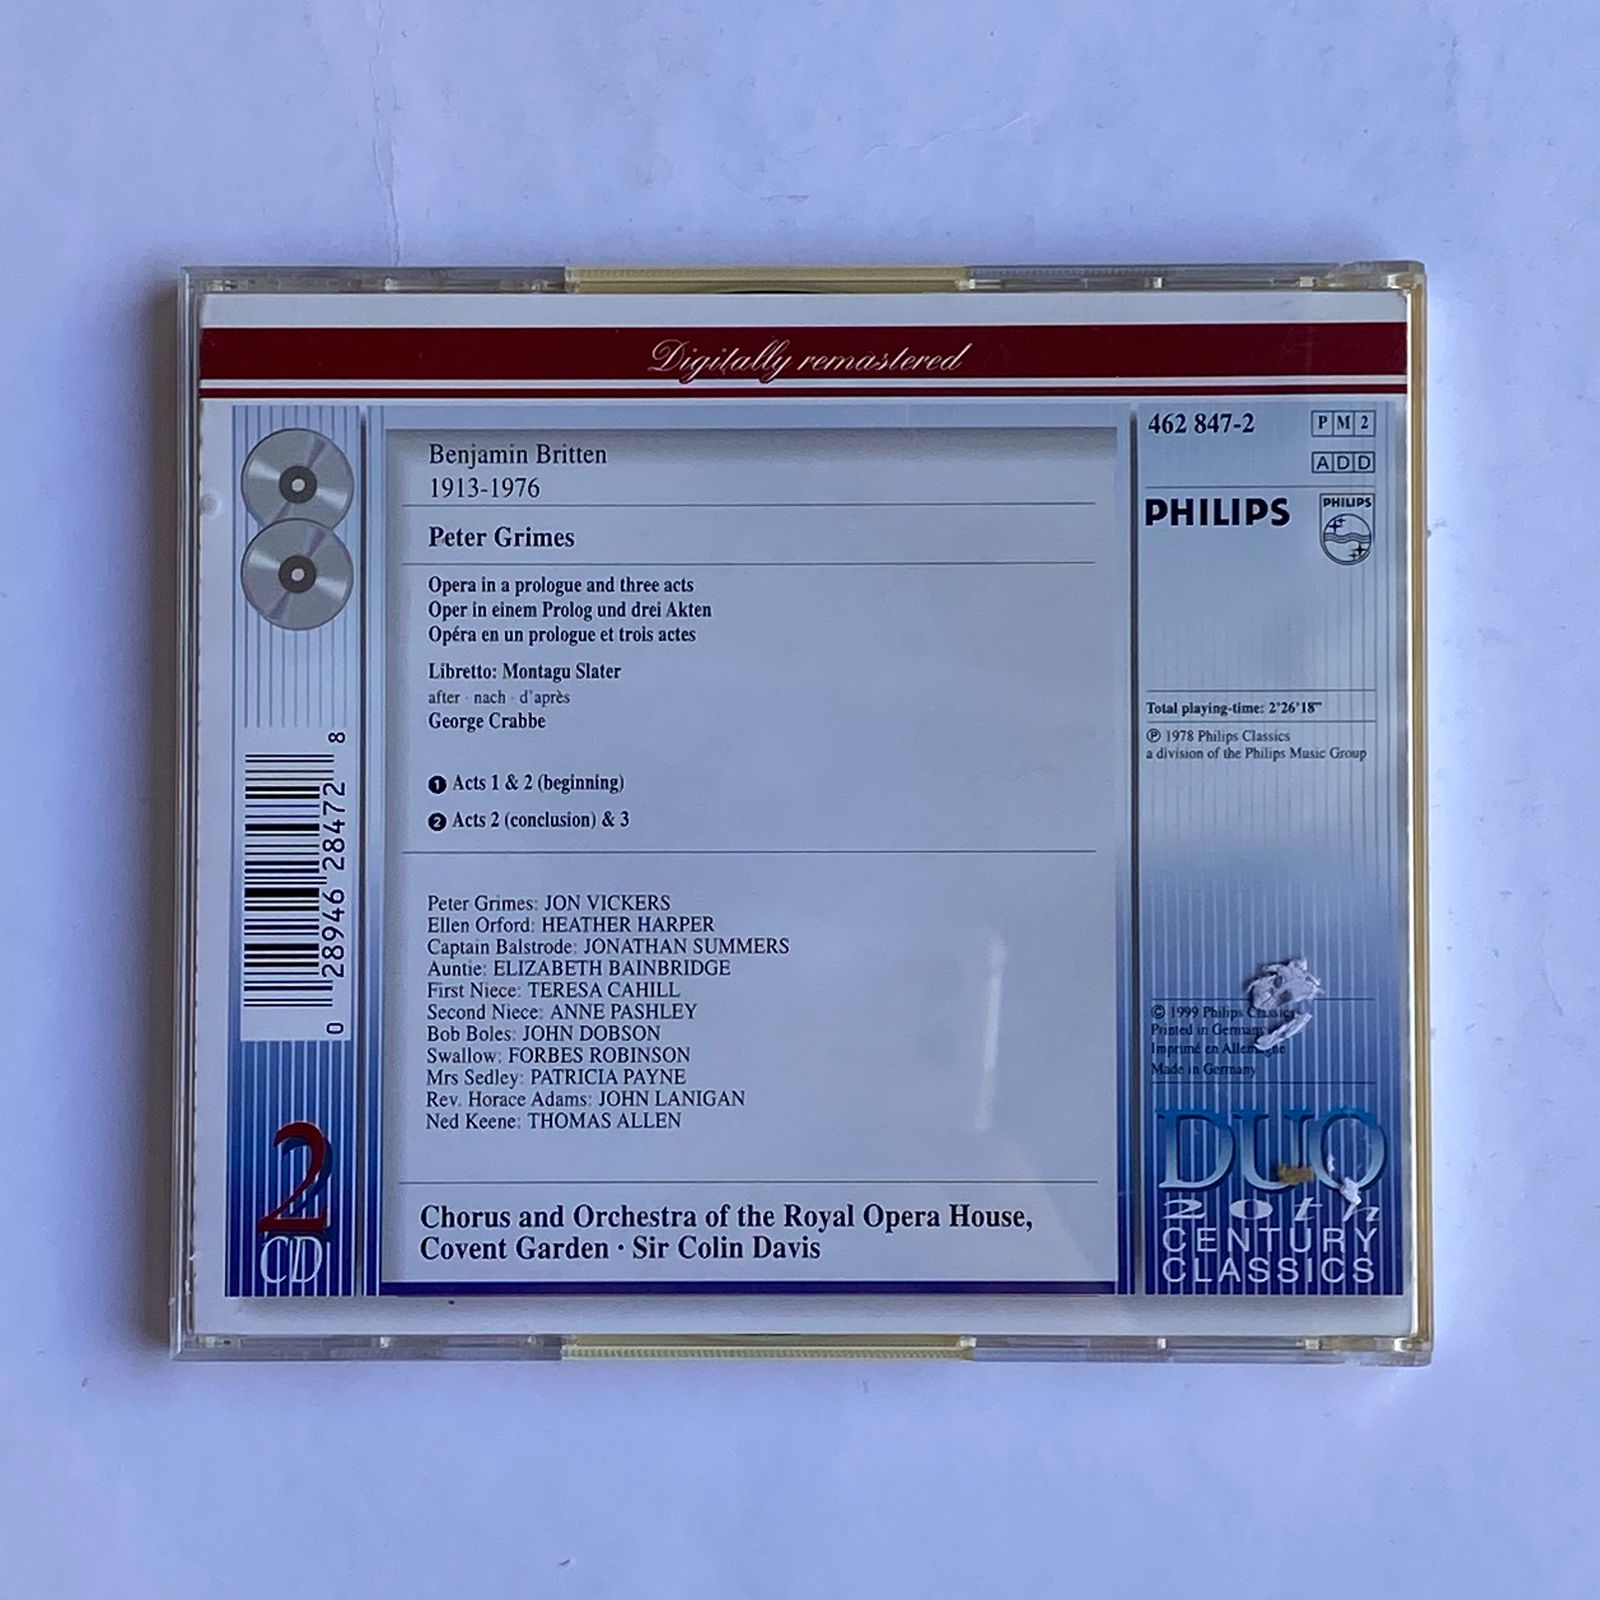 Digitally remastered
Benjamin Britten
1913-1976
Peter Grimes
Opera in a prologue and three acts
Oper in einem Prolog und drei Akten
Opéra en un prologue et trois actes
Libretto: Montagu Slater
after · nach · d'après
George Crabbe
1 Acts 1 & 2 (beginning)
2 Acts 2 (conclusion) & 3
Peter Grimes: JON VICKERS
Ellen Orford: HEATHER HARPER
Captain Balstrode: JONATHAN SUMMERS
Auntie: ELIZABETH BAINBRIDGE
First Niece: TERESA CAHILL
Second Niece: ANNE PASHLEY
Bob Boles: JOHN DOBSON
Swallow: FORBES ROBINSON
Mrs Sedley: PATRICIA PAYNE
Rev. Horace Adams: JOHN LANIGAN
Ned Keene: THOMAS ALLEN
Chorus and Orchestra of the Royal Opera House,
Covent Garden · Sir Colin Davis
462 847-2
PM2
ADD
PHILIPS
PHILIPS
Total playing-time: 2°26'18"
℗ 1978 Philips Classics
a division of the Philips Music Group
© 1999 Philips Classics
Printed in Germany
Imprimé en Allemagne
Made in Germany
DUO
20th
CENTURY
CLASSICS
0 28946 28472 8
2
CD